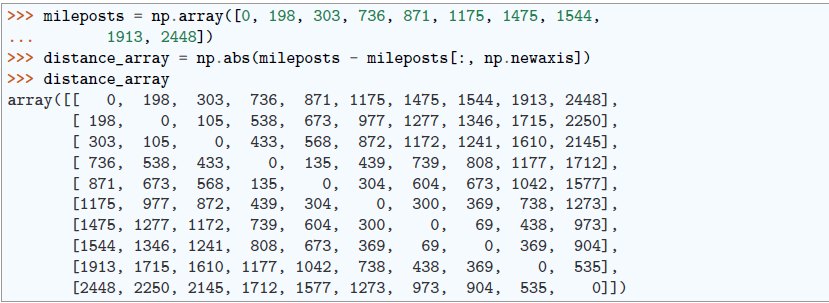 >>> mileposts = np.array([0, 198, 303, 736, 871, 1175, 1475, 1544,
...        1913, 2448])
>>> distance_array = np.abs(mileposts - mileposts[:, np.newaxis])
>>> distance_array
array([[   0,  198,  303,  736,  871, 1175, 1475, 1544, 1913, 2448],
       [ 198,    0,  105,  538,  673,  977, 1277, 1346, 1715, 2250],
       [ 303,  105,    0,  433,  568,  872, 1172, 1241, 1610, 2145],
       [ 736,  538,  433,    0,  135,  439,  739,  808, 1177, 1712],
       [ 871,  673,  568,  135,    0,  304,  604,  673, 1042, 1577],
       [1175,  977,  872,  439,  304,    0,  300,  369,  738, 1273],
       [1475, 1277, 1172,  739,  604,  300,    0,   69,  438,  973],
       [1544, 1346, 1241,  808,  673,  369,   69,    0,  369,  904],
       [1913, 1715, 1610, 1177, 1042,  738,  438,  369,    0,  535],
       [2448, 2250, 2145, 1712, 1577, 1273,  973,  904,  535,    0]])